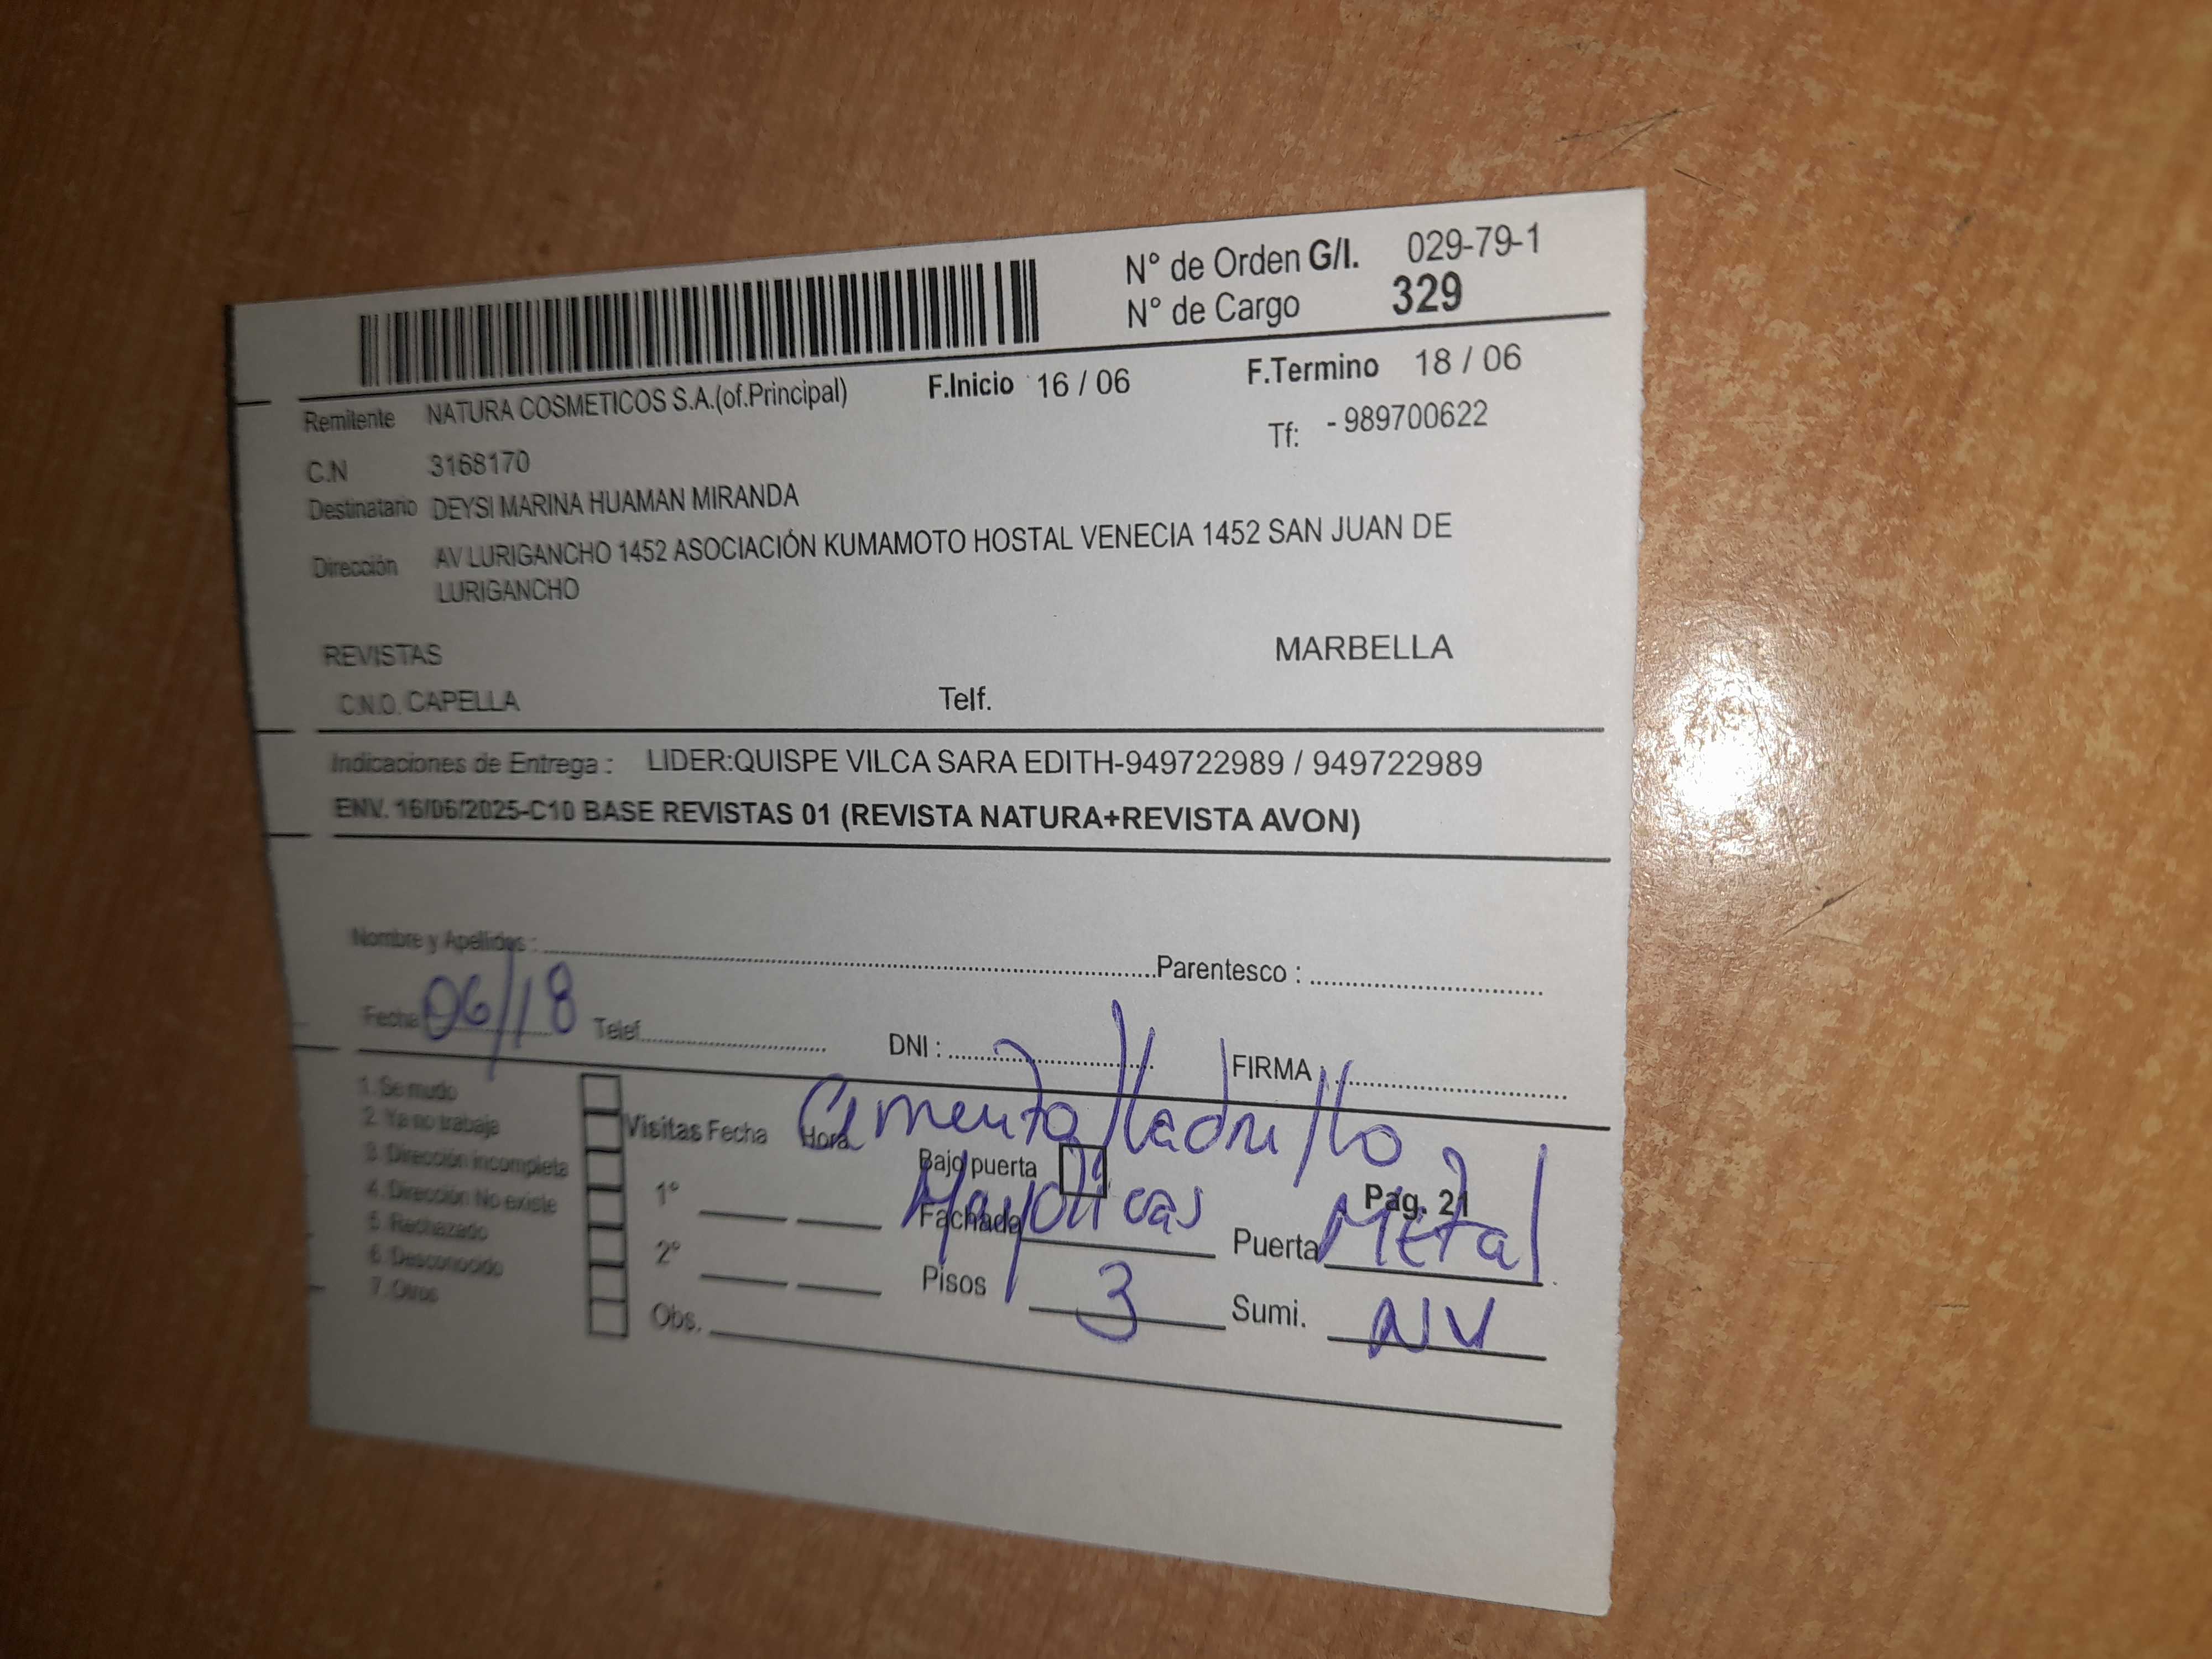 N° de Orden G/I. 029-79-1
N° de Cargo 329
F.Inicio 16 / 06 F.Termino 18 / 06
Remitente NATURA COSMETICOS S.A.(of.Principal)
Tf: - 989700622
C.N 3168170
Destinatario DEYSI MARINA HUAMAN MIRANDA
Dirección AV LURIGANCHO 1452 ASOCIACIÓN KUMAMOTO HOSTAL VENECIA 1452 SAN JUAN DE
LURIGANCHO
REVISTAS MARBELLA
C.N.O. CAPELLA Telf.
Indicaciones de Entrega : LIDER:QUISPE VILCA SARA EDITH-949722989 / 949722989
ENV. 16/06/2025-C10 BASE REVISTAS 01 (REVISTA NATURA+REVISTA AVON)
Nombre y Apellidos : Parentesco :
Fecha 06/18 Telef. DNI : FIRMA
1. Se mudo
2. Ya no trabaja
3. Dirección incompleta
4. Dirección No existe
5. Rechazado
6. Desconocido
7. Otros
Visitas Fecha Hora
1°
2°
Obs.
Cemento/ladrillo
Bajo puerta
Pag. 21
Fachada Mayolicas Puerta Metal
Pisos 3 Sumi. NV